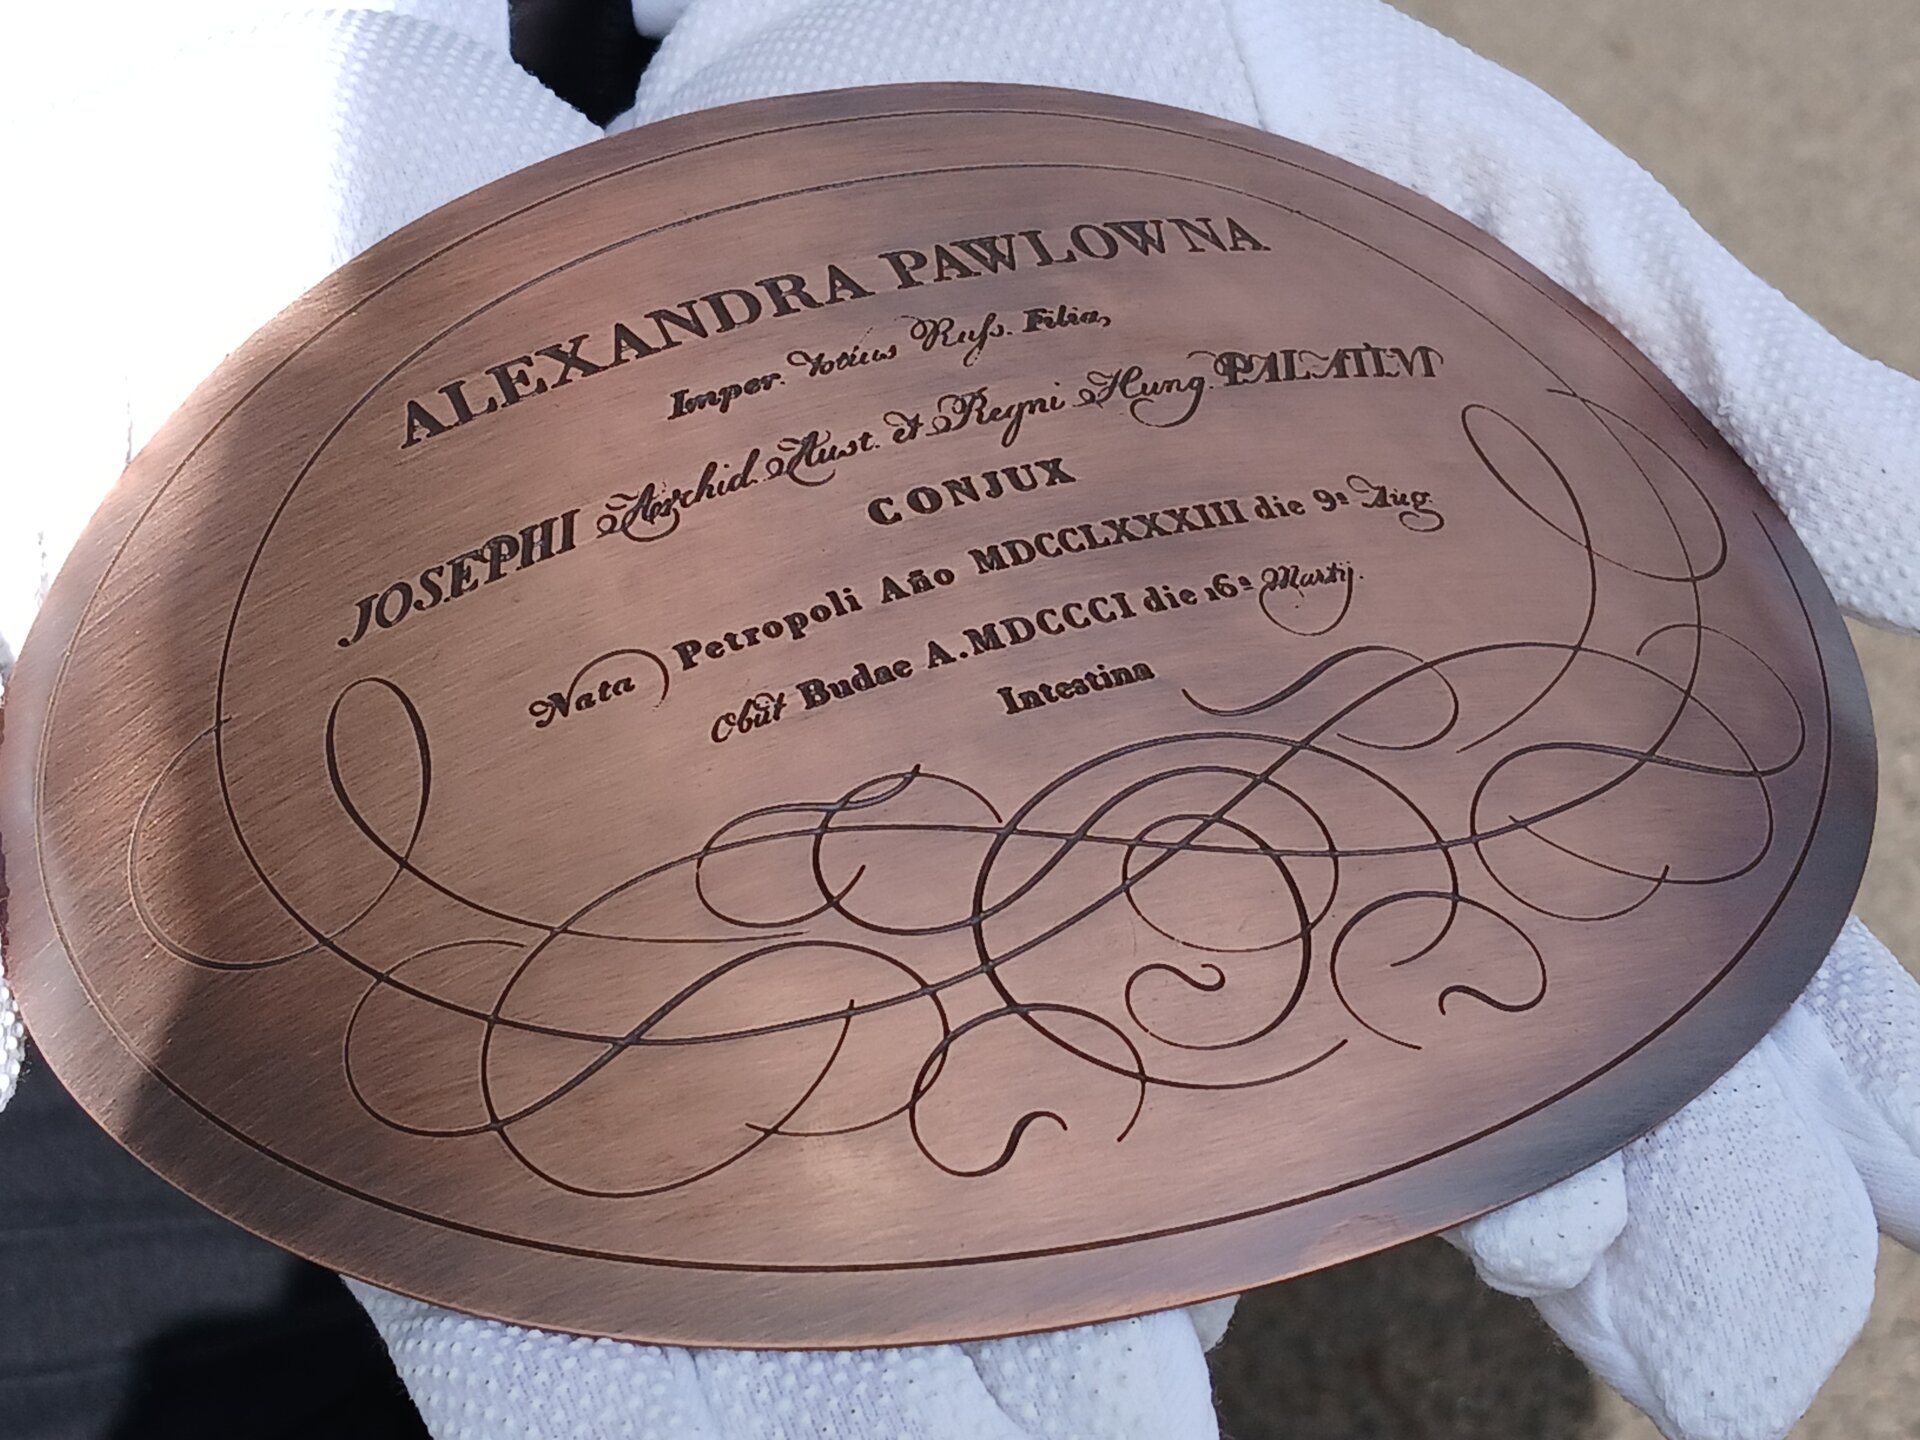 ALEXANDRA PAWLOWNA
Imper. totius Ruſs. Filia,
JOSEPHI Archid. Aust. et Regni Hung. PALATINI
CONJUX
Nata Petropoli Año MDCCLXXXIII die 9ª Aug.
Obiit Budae A. MDCCCI die 16ª Martij.
Intestina